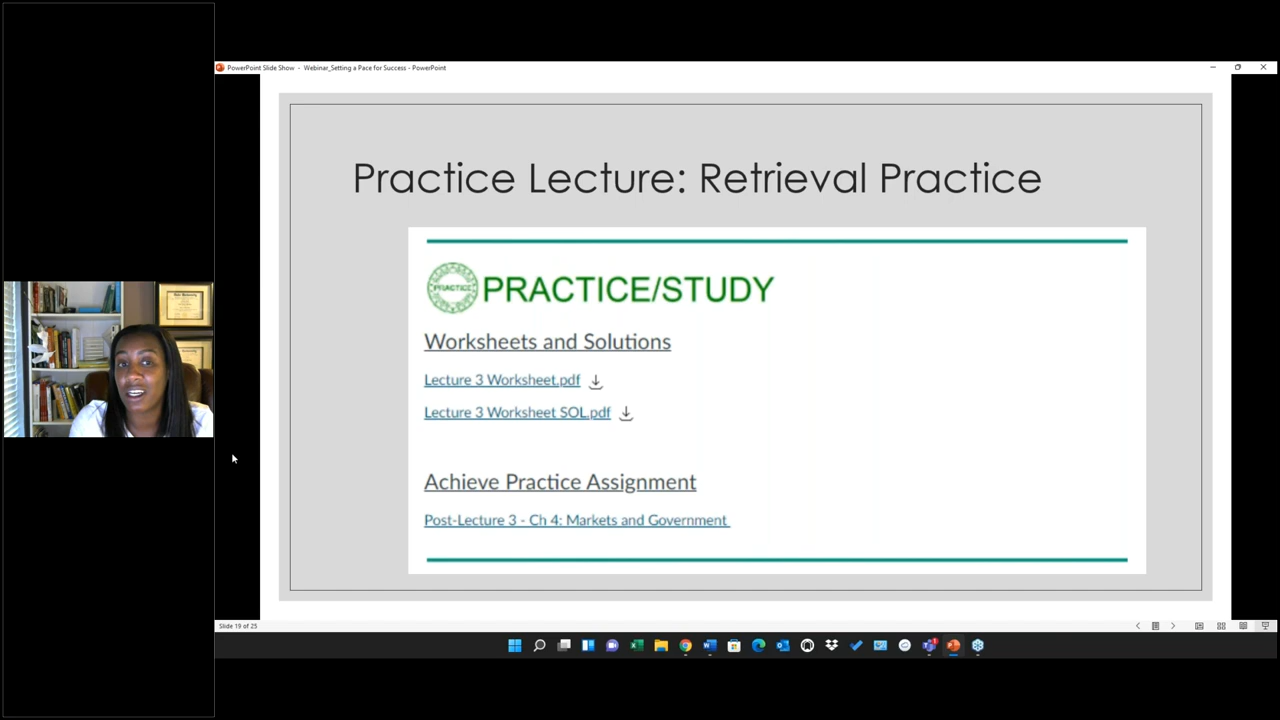 PowerPoint Slide Show - Webinar_Setting a Pace for Success - PowerPoint
Practice Lecture: Retrieval Practice
PRACTICE
PRACTICE/STUDY
Worksheets and Solutions
Lecture 3 Worksheet.pdf
Lecture 3 Worksheet SOL.pdf
Achieve Practice Assignment
Post-Lecture 3 - Ch 4: Markets and Government
Slide 19 of 25